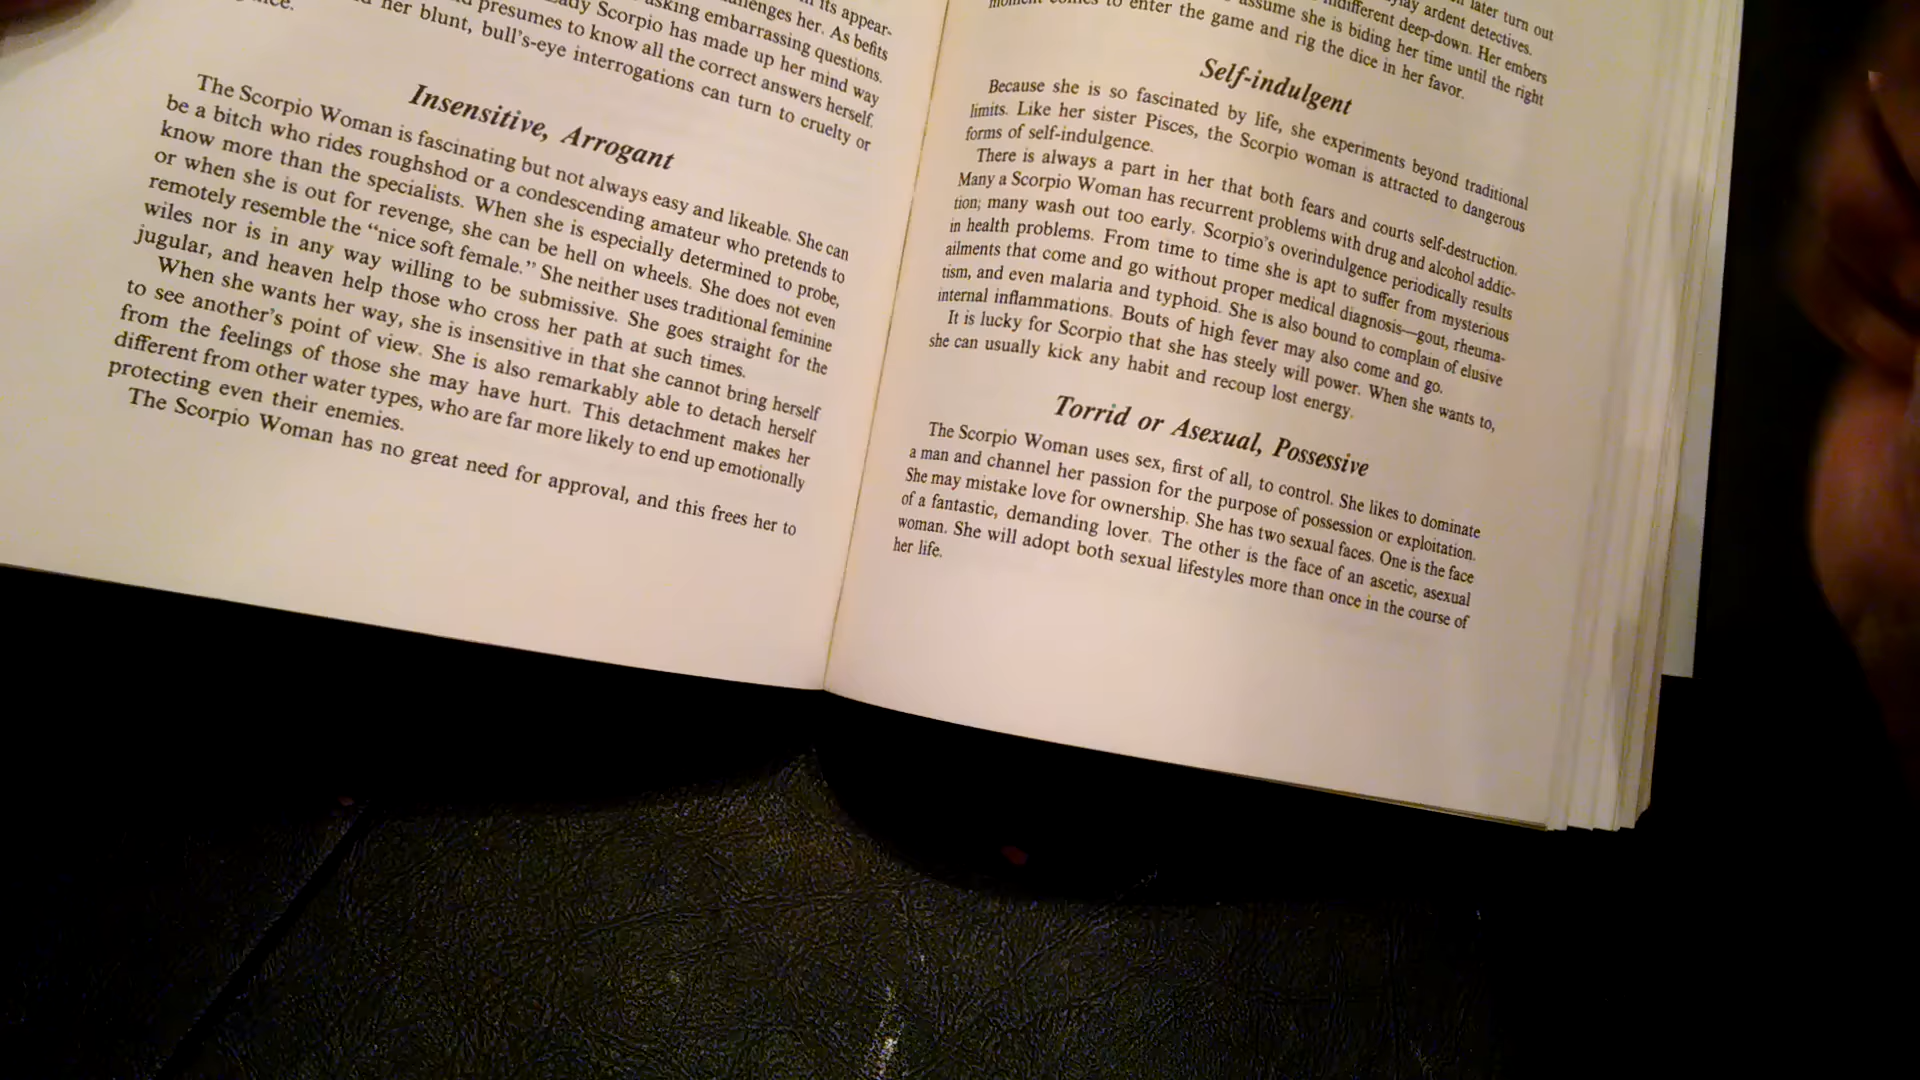 in its appear-
enges her. As befits
asking embarrassing questions.
ady Scorpio has made up her mind way
presumes to know all the correct answers herself.
her blunt, bull's-eye interrogations can turn to cruelty or
Insensitive, Arrogant
The Scorpio Woman is fascinating but not always easy and likeable. She can
be a bitch who rides roughshod or a condescending amateur who pretends to
know more than the specialists. When she is especially determined to probe,
or when she is out for revenge, she can be hell on wheels. She does not even
remotely resemble the “nice soft female.” She neither uses traditional feminine
wiles nor is in any way willing to be submissive. She goes straight for the
jugular, and heaven help those who cross her path at such times.
When she wants her way, she is insensitive in that she cannot bring herself
to see another's point of view. She is also remarkably able to detach herself
from the feelings of those she may have hurt. This detachment makes her
different from other water types, who are far more likely to end up emotionally
protecting even their enemies.
The Scorpio Woman has no great need for approval, and this frees her to
later turn out
ardent detectives.
indifferent deep-down. Her embers
assume she is biding her time until the right
to enter the game and rig the dice in her favor.
Self-indulgent
Because she is so fascinated by life, she experiments beyond traditional
limits. Like her sister Pisces, the Scorpio woman is attracted to dangerous
forms of self-indulgence.
There is always a part in her that both fears and courts self-destruction.
Many a Scorpio Woman has recurrent problems with drug and alcohol addic-
tion; many wash out too early. Scorpio's overindulgence periodically results
in health problems. From time to time she is apt to suffer from mysterious
ailments that come and go without proper medical diagnosis—gout, rheuma-
tism, and even malaria and typhoid. She is also bound to complain of elusive
internal inflammations. Bouts of high fever may also come and go.
It is lucky for Scorpio that she has steely will power. When she wants to,
she can usually kick any habit and recoup lost energy.
Torrid or Asexual, Possessive
The Scorpio Woman uses sex, first of all, to control. She likes to dominate
a man and channel her passion for the purpose of possession or exploitation.
She may mistake love for ownership. She has two sexual faces. One is the face
of a fantastic, demanding lover. The other is the face of an ascetic, asexual
woman. She will adopt both sexual lifestyles more than once in the course of
her life.